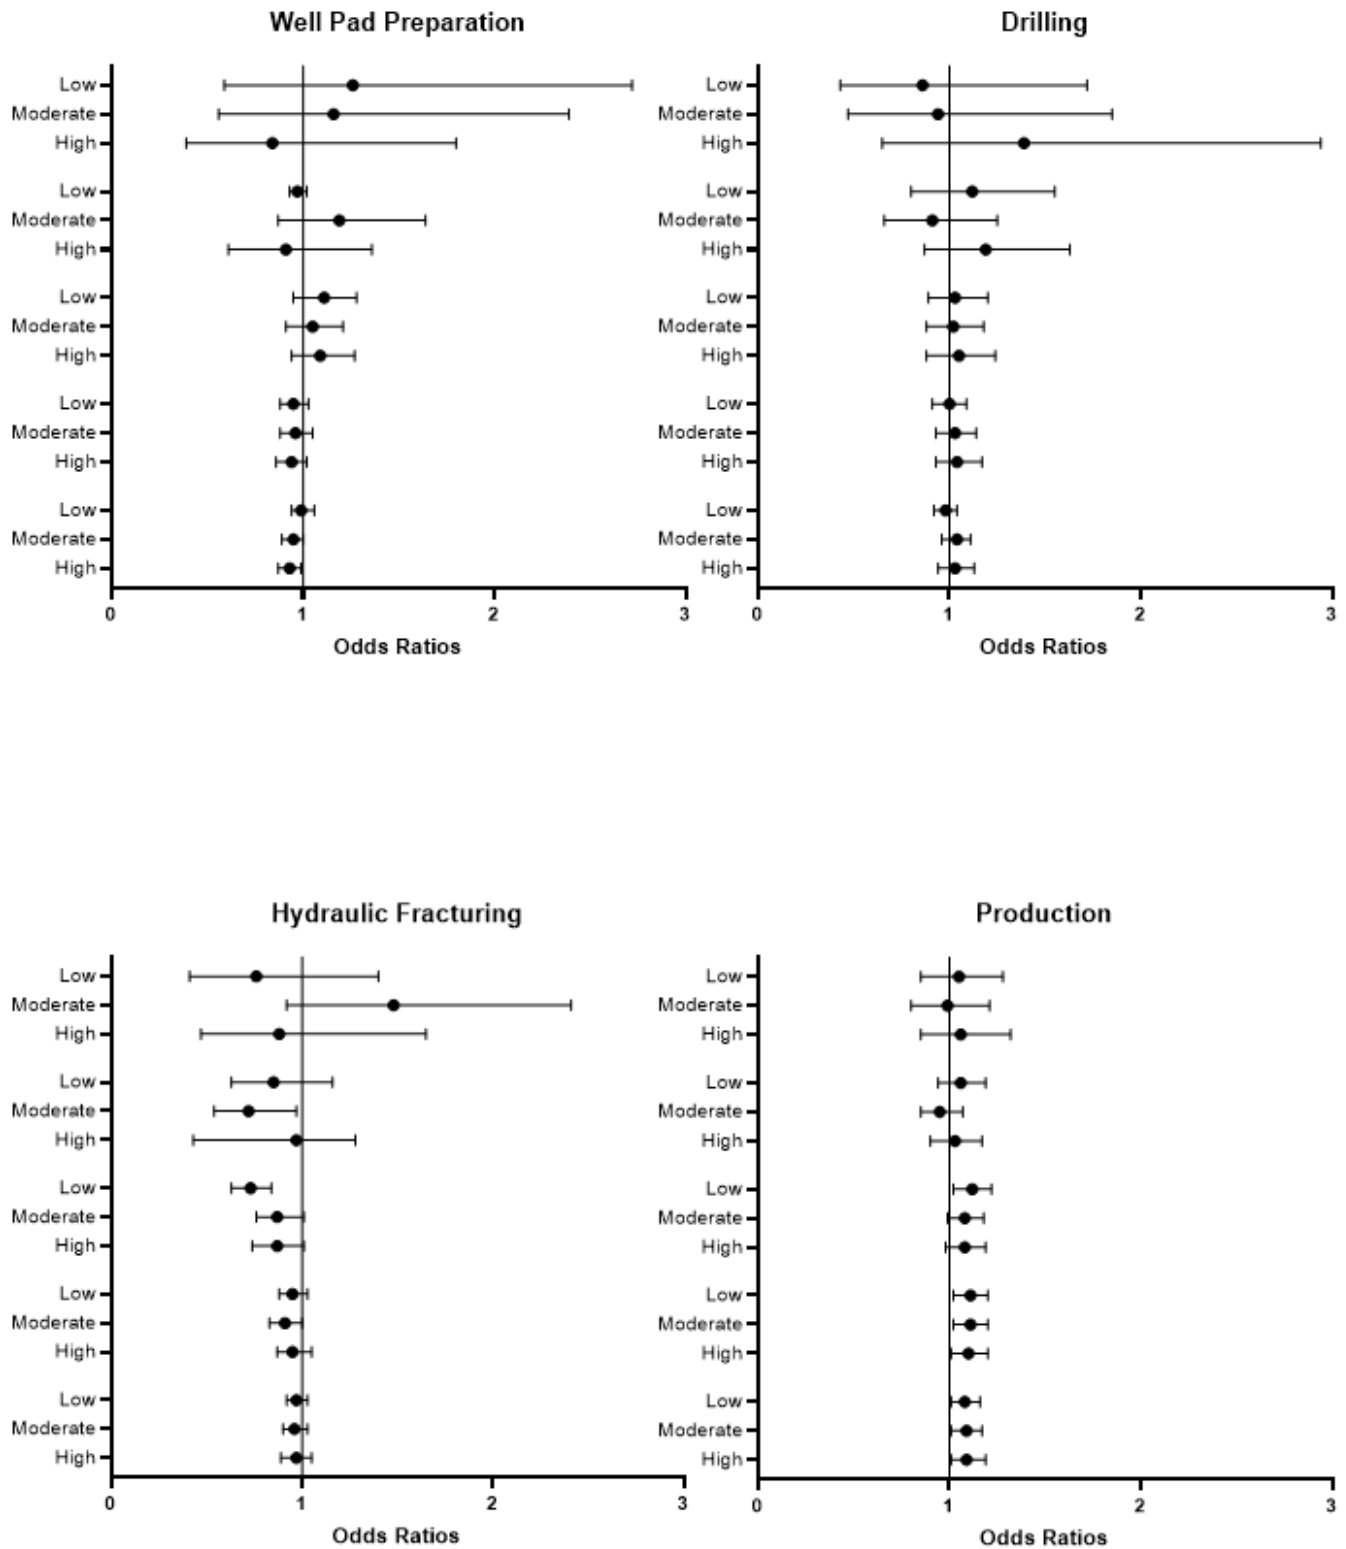 Well Pad Preparation
Low
Moderate
High
Low
Moderate
High
Low
Moderate
High
Low
Moderate
High
Low
Moderate
High
0 1 2 3
Odds Ratios
Drilling
Low
Moderate
High
Low
Moderate
High
Low
Moderate
High
Low
Moderate
High
Low
Moderate
High
0 1 2 3
Odds Ratios
Hydraulic Fracturing
Low
Moderate
High
Low
Moderate
High
Low
Moderate
High
Low
Moderate
High
Low
Moderate
High
0 1 2 3
Odds Ratios
Production
Low
Moderate
High
Low
Moderate
High
Low
Moderate
High
Low
Moderate
High
Low
Moderate
High
0 1 2 3
Odds Ratios